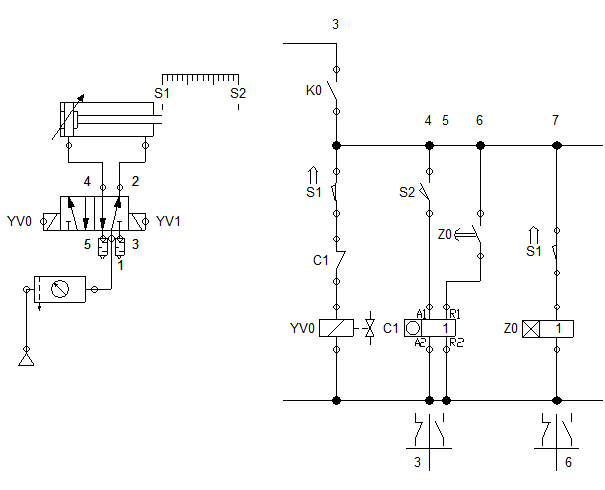 3
S1 S2
K0
4 5 6 7
4 2
S1 S2 S1
YV0 YV1
Z0
5 3
1
C1
A1 R1
YV0 C1 1 Z0 1
A2 R2
3 6